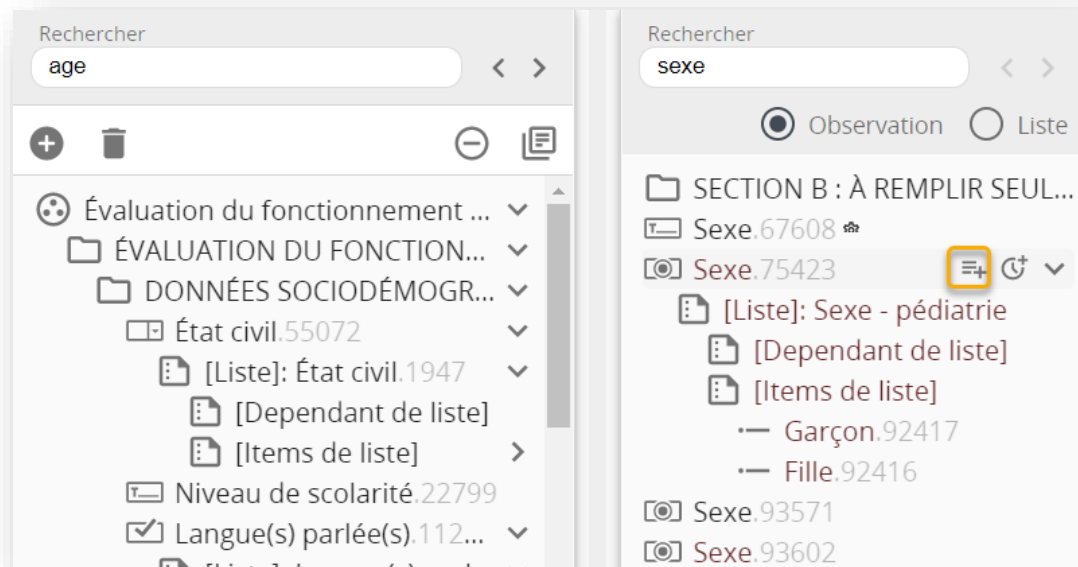 Rechercher
age
Évaluation du fonctionnement ...
ÉVALUATION DU FONCTION...
DONNÉES SOCIODÉMOGR...
État civil.55072
[Liste]: État civil.1947
[Dependant de liste]
[Items de liste]
Niveau de scolarité.22799
Langue(s) parlée(s).112...
Rechercher
sexe
Observation
Liste
SECTION B : À REMPLIR SEUL...
Sexe.67608
Sexe.75423
[Liste]: Sexe - pédiatrie
[Dependant de liste]
[Items de liste]
Garçon.92417
Fille.92416
Sexe.93571
Sexe.93602